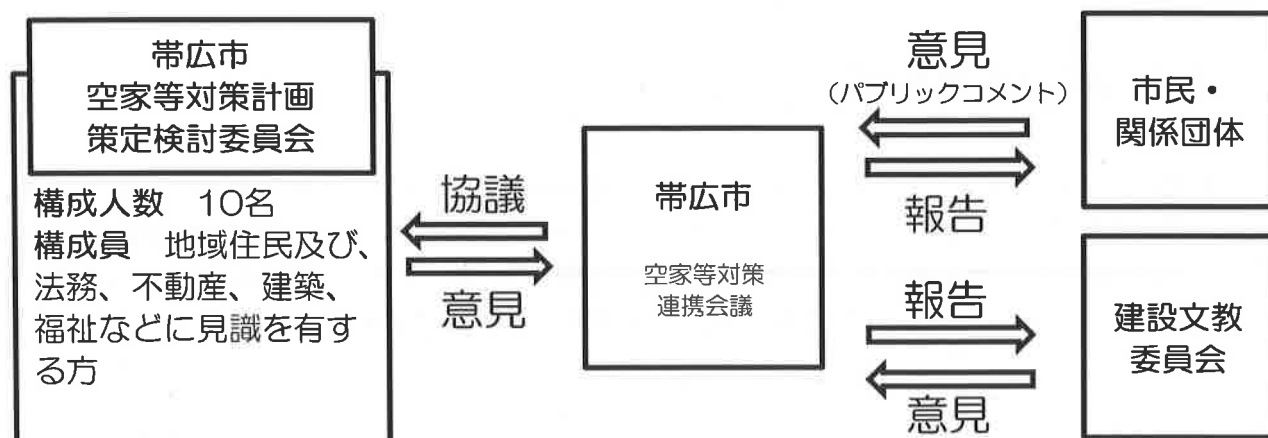 帯広市
空家等対策計画
策定検討委員会
構成人数　10名
構成員　地域住民及び、
法務、不動産、建築、
福祉などに見識を有す
る方
協議
意見
帯広市
空家等対策
連携会議
意見
（パブリックコメント）
報告
市民・
関係団体
報告
意見
建設文教
委員会